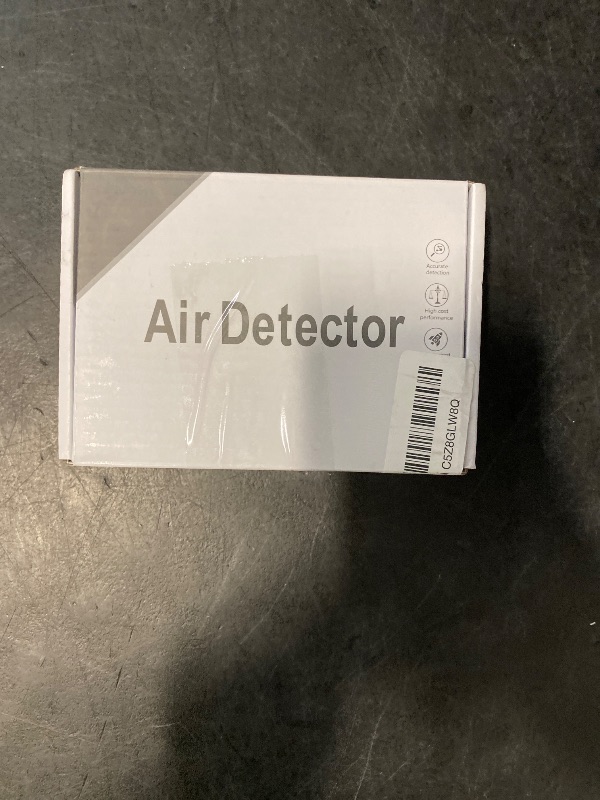 Air Detector
Accurate
detection
High cost
performance
C5Z8GLW8Q